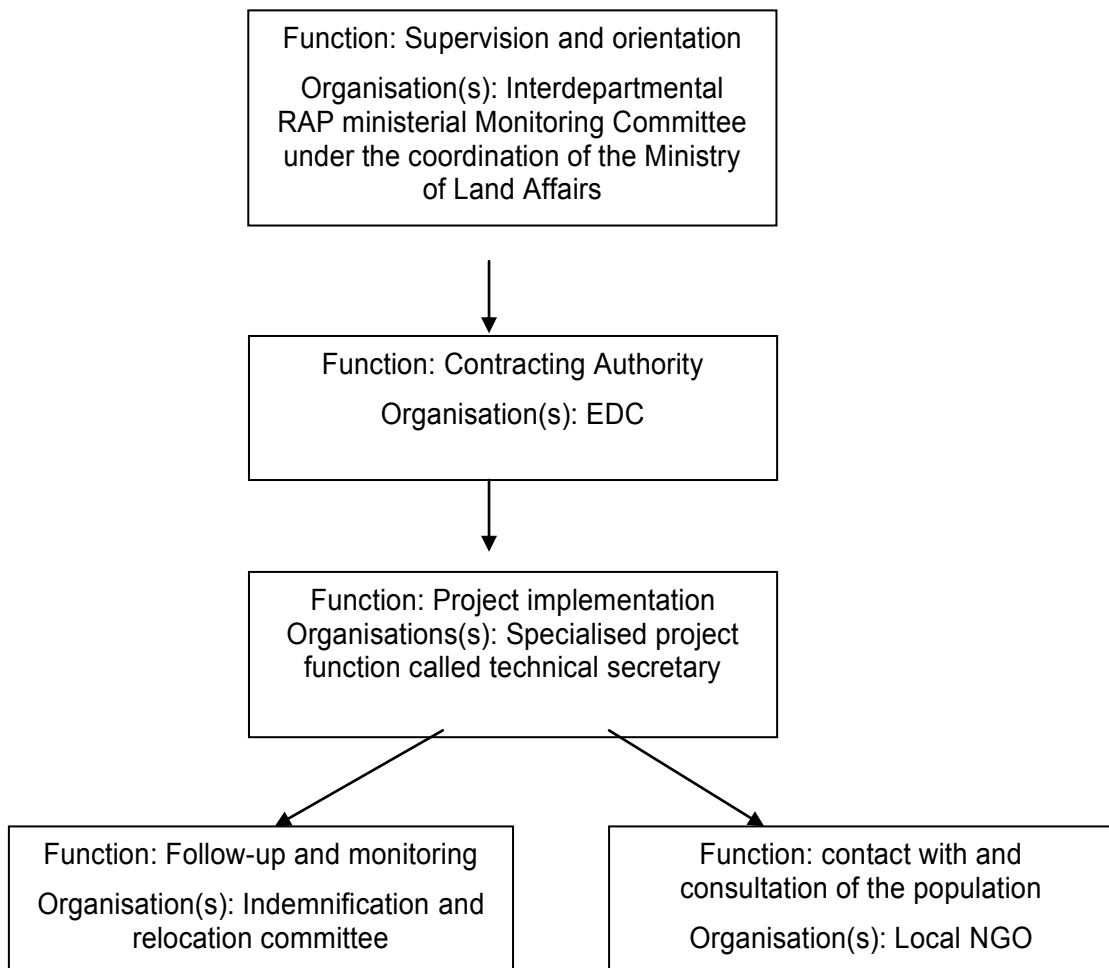 Function: Supervision and orientation
Organisation(s): Interdepartmental
RAP ministerial Monitoring Committee
under the coordination of the Ministry
of Land Affairs
Function: Contracting Authority
Organisation(s): EDC
Function: Project implementation
Organisations(s): Specialised project
function called technical secretary
Function: Follow-up and monitoring
Organisation(s): Indemnification and
relocation committee
Function: contact with and
consultation of the population
Organisation(s): Local NGO